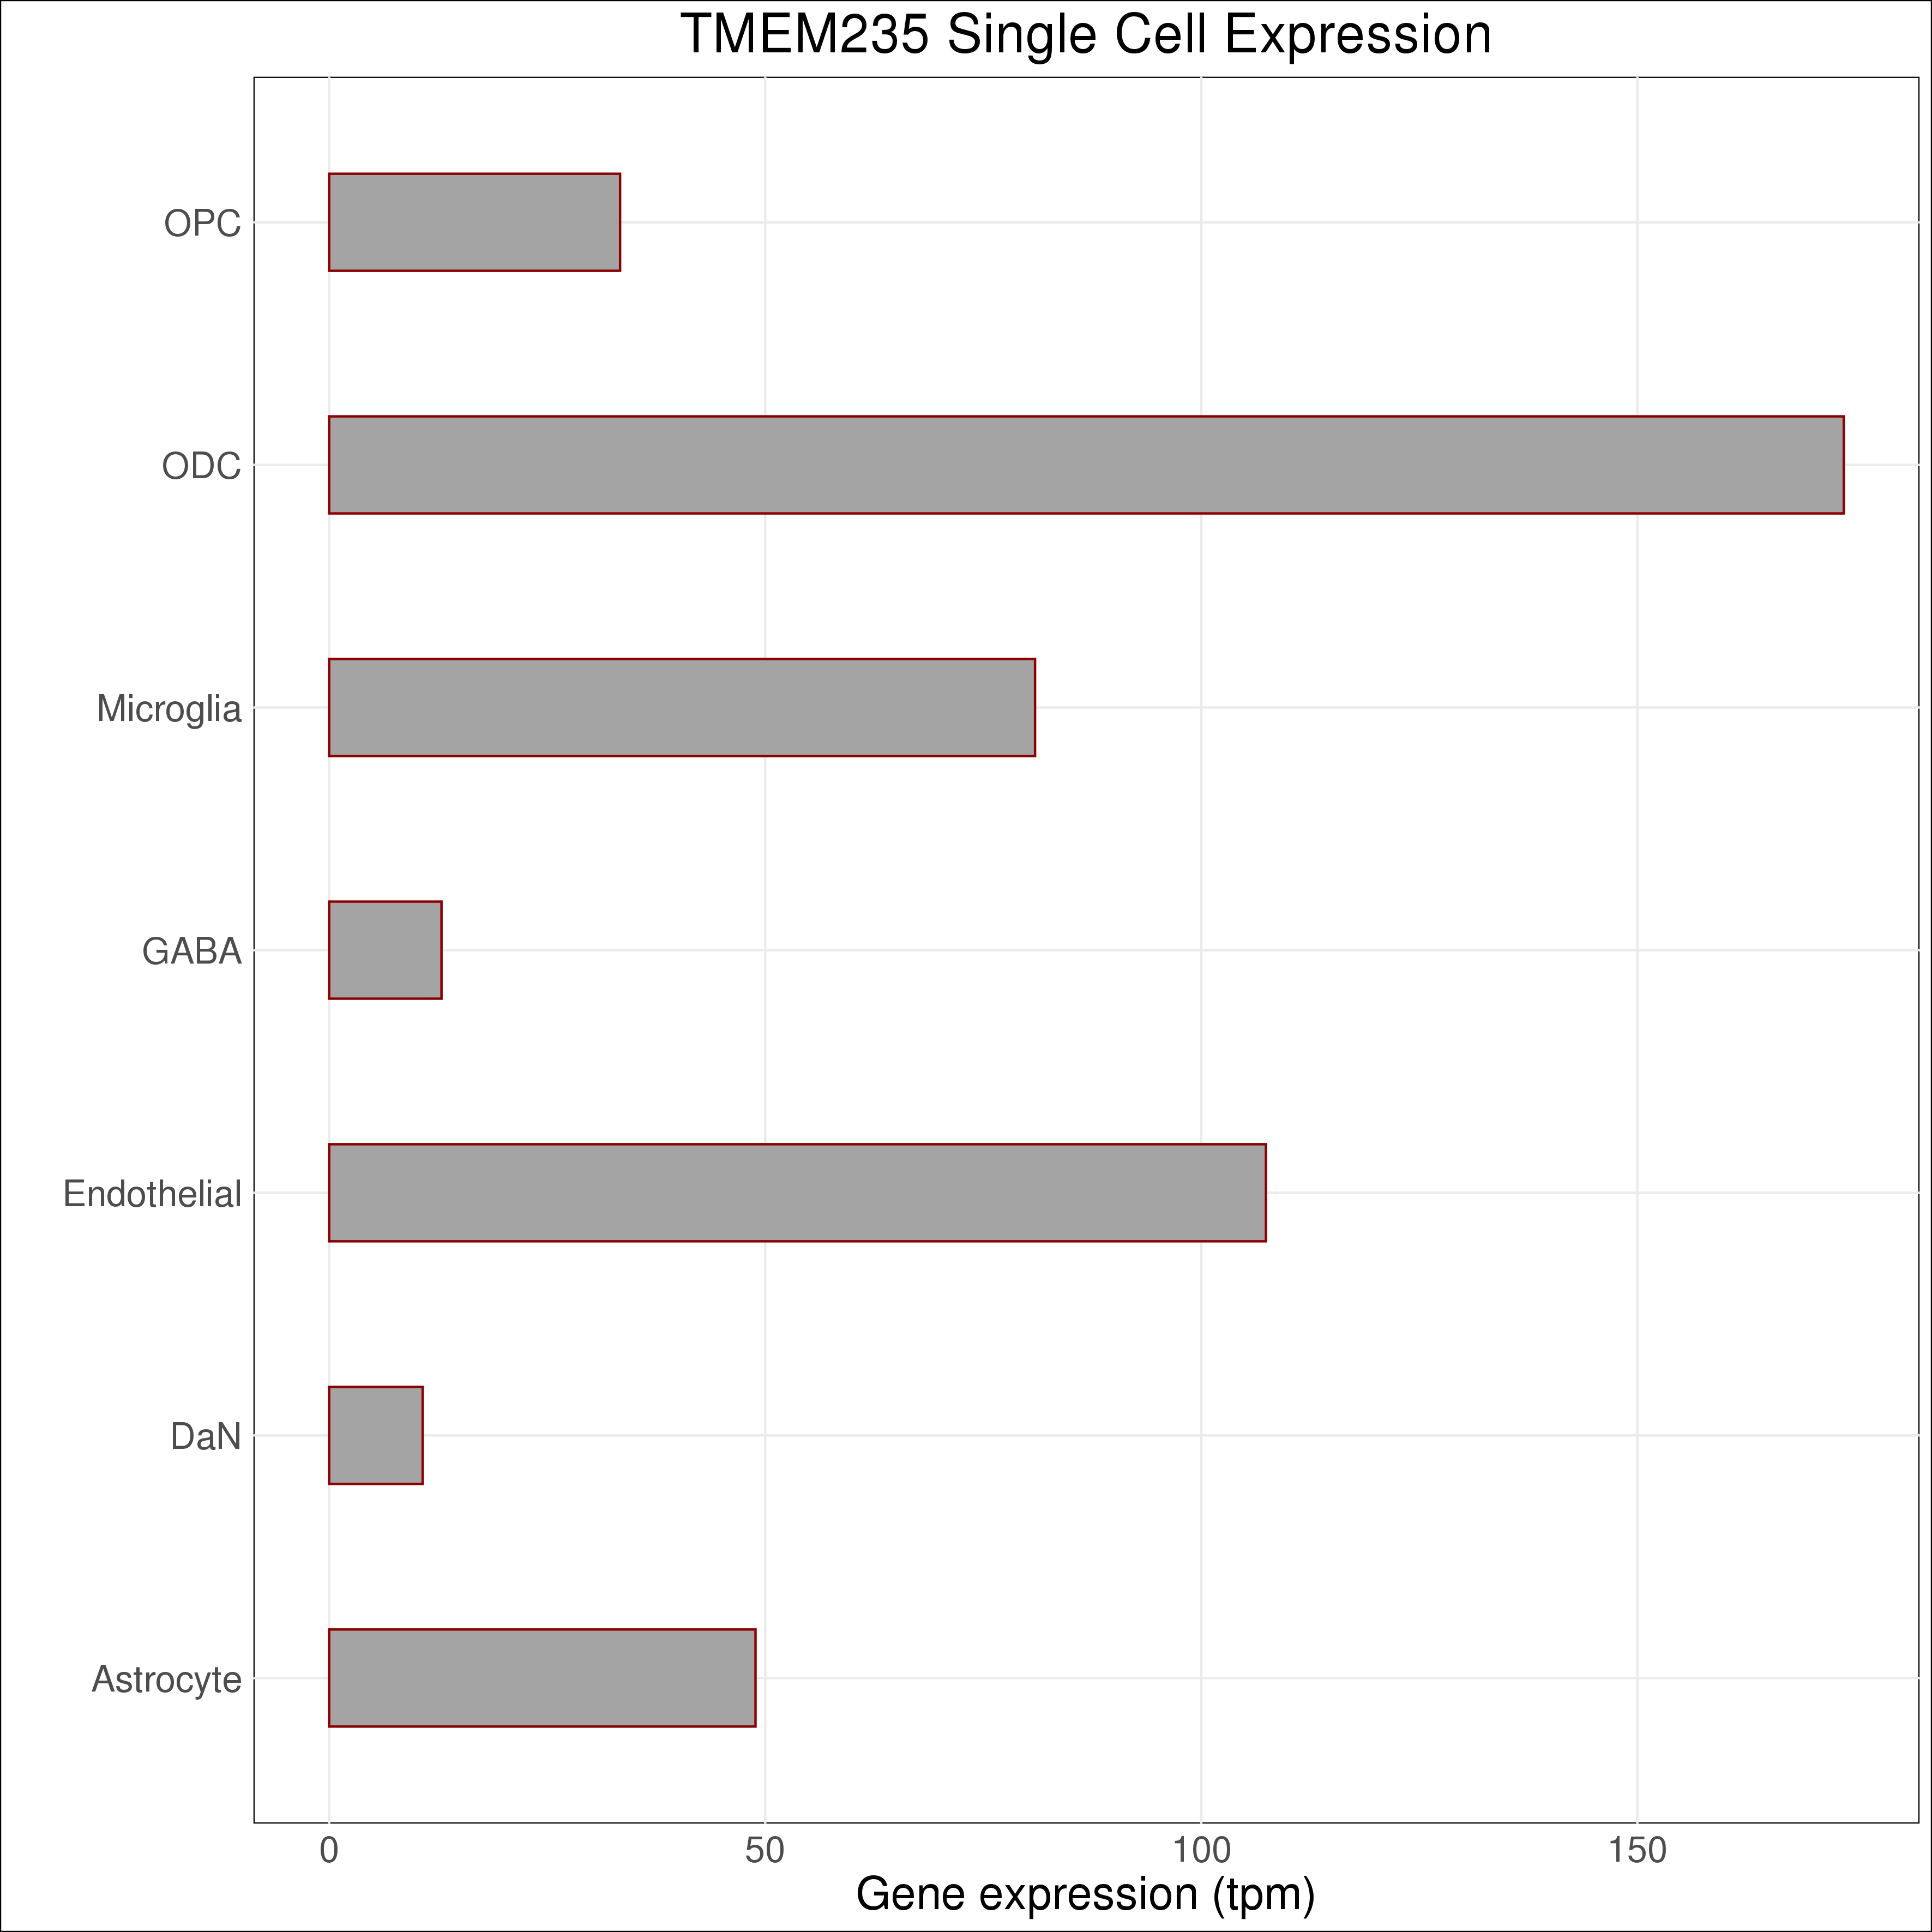 TMEM235 Single Cell Expression
OPC
ODC
Microglia
GABA
Endothelial
DaN
Astrocyte
0 50 100 150
Gene expression (tpm)